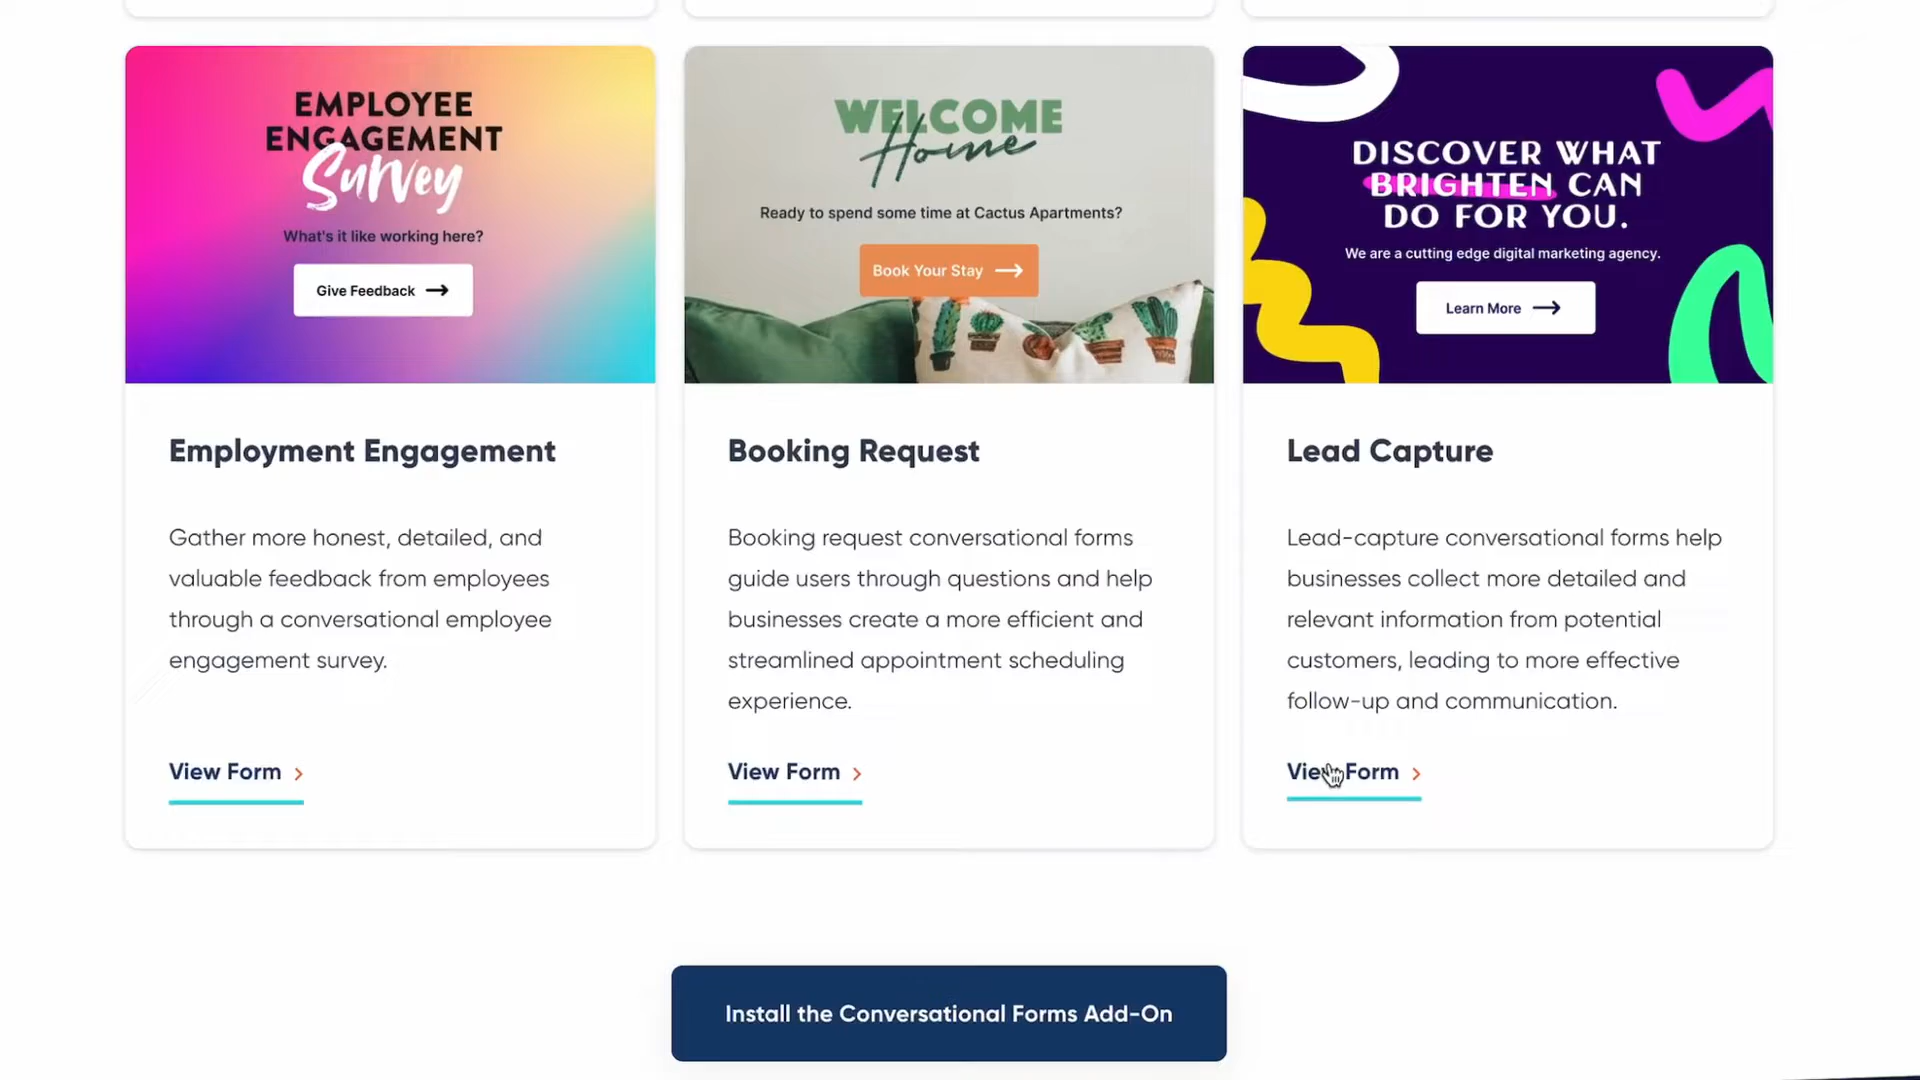 EMPLOYEE
ENGAGEMENT
Survey
What's it like working here?
Give Feedback
Employment Engagement
Gather more honest, detailed, and
valuable feedback from employees
through a conversational employee
engagement survey.
View Form
WELCOME
Home
Ready to spend some time at Cactus Apartments?
Book Your Stay
Booking Request
Booking request conversational forms
guide users through questions and help
businesses create a more efficient and
streamlined appointment scheduling
experience.
View Form
DISCOVER WHAT
BRIGHTEN CAN
DO FOR YOU.
We are a cutting edge digital marketing agency.
Learn More
Lead Capture
Lead-capture conversational forms help
businesses collect more detailed and
relevant information from potential
customers, leading to more effective
follow-up and communication.
View Form
Install the Conversational Forms Add-On